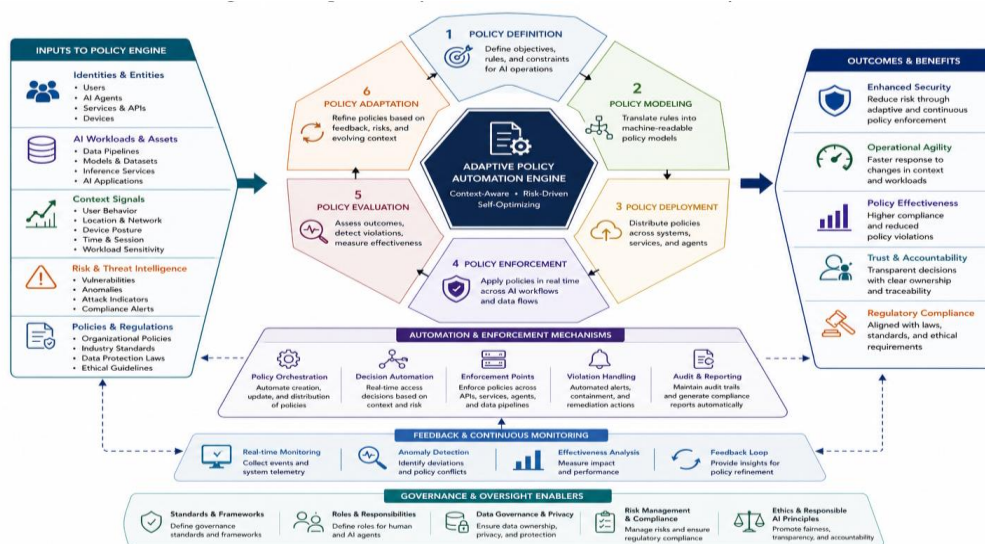 INPUTS TO POLICY ENGINE
Identities & Entities
• Users
• AI Agents
• Services & APIs
• Devices
AI Workloads & Assets
• Data Pipelines
• Models & Datasets
• Inference Services
• AI Applications
Context Signals
• User Behavior
• Location & Network
• Device Posture
• Time & Session
• Workload Sensitivity
Risk & Threat Intelligence
• Vulnerabilities
• Anomalies
• Attack Indicators
• Compliance Alerts
Policies & Regulations
• Organizational Policies
• Industry Standards
• Data Protection Laws
• Ethical Guidelines
1 POLICY DEFINITION
Define objectives,
rules, and constraints
for AI operations
2
POLICY MODELING
Translate rules into
machine-readable
policy models
3 POLICY DEPLOYMENT
Distribute policies
across systems,
services, and agents
4 POLICY ENFORCEMENT
Apply policies in real time
across AI workflows
and data flows
5
POLICY EVALUATION
Assess outcomes,
detect violations,
measure effectiveness
6
POLICY ADAPTATION
Refine policies based on
feedback, risks, and
evolving context
ADAPTIVE POLICY
AUTOMATION ENGINE
Context-Aware • Risk-Driven
Self-Optimizing
OUTCOMES & BENEFITS
Enhanced Security
Reduce risk through
adaptive and continuous
policy enforcement
Operational Agility
Faster response to
changes in context
and workloads
Policy Effectiveness
Higher compliance
and reduced
policy violations
Trust & Accountability
Transparent decisions
with clear ownership
and traceability
Regulatory Compliance
Aligned with laws,
standards, and ethical
requirements
AUTOMATION & ENFORCEMENT MECHANISMS
Policy Orchestration
Automate creation,
update, and distribution
of policies
Decision Automation
Real-time access
decisions based on
context and risk
Enforcement Points
Enforce policies across
APIs, services, agents,
and data pipelines
Violation Handling
Automated alerts,
containment, and
remediation actions
Audit & Reporting
Maintain audit trails
and generate compliance
reports automatically
FEEDBACK & CONTINUOUS MONITORING
Real-time Monitoring
Collect events and
system telemetry
Anomaly Detection
Identify deviations
and policy conflicts
Effectiveness Analysis
Measure impact
and performance
Feedback Loop
Provide insights for
policy refinement
GOVERNANCE & OVERSIGHT ENABLERS
Standards & Frameworks
Define governance
standards and frameworks
Roles & Responsibilities
Define roles for human
and AI agents
Data Governance & Privacy
Ensure data ownership,
privacy, and protection
Risk Management
& Compliance
Manage risks and ensure
regulatory compliance
Ethics & Responsible
AI Principles
Promote fairness,
transparency, and accountability